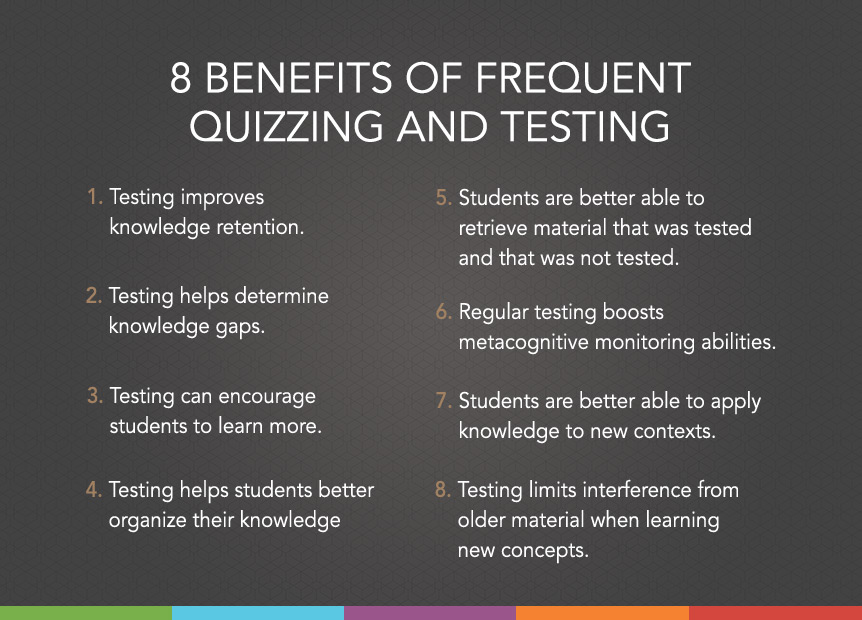 8 BENEFITS OF FREQUENT
QUIZZING AND TESTING
1. Testing improves
knowledge retention.
2. Testing helps determine
knowledge gaps.
3. Testing can encourage
students to learn more.
4. Testing helps students better
organize their knowledge
5. Students are better able to
retrieve material that was tested
and that was not tested.
6. Regular testing boosts
metacognitive monitoring abilities.
7. Students are better able to apply
knowledge to new contexts.
8. Testing limits interference from
older material when learning
new concepts.